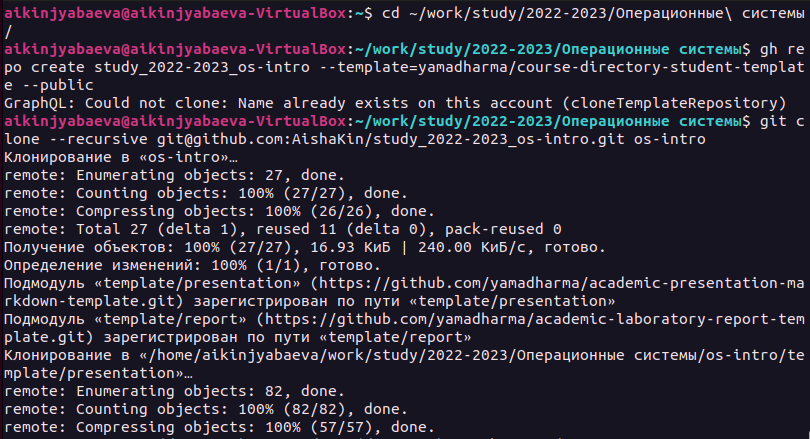 aikinjyabaeva@aikinjyabaeva-VirtualBox:~$ cd ~/work/study/2022-2023/Операционные\ системы
/
aikinjyabaeva@aikinjyabaeva-VirtualBox:~/work/study/2022-2023/Операционные системы$ gh re
po create study_2022-2023_os-intro --template=yamadharma/course-directory-student-templat
e --public
GraphQL: Could not clone: Name already exists on this account (cloneTemplateRepository)
aikinjyabaeva@aikinjyabaeva-VirtualBox:~/work/study/2022-2023/Операционные системы$ git c
lone --recursive git@github.com:AishaKin/study_2022-2023_os-intro.git os-intro
Клонирование в «os-intro»…
remote: Enumerating objects: 27, done.
remote: Counting objects: 100% (27/27), done.
remote: Compressing objects: 100% (26/26), done.
remote: Total 27 (delta 1), reused 11 (delta 0), pack-reused 0
Получение объектов: 100% (27/27), 16.93 КиБ | 240.00 КиБ/с, готово.
Определение изменений: 100% (1/1), готово.
Подмодуль «template/presentation» (https://github.com/yamadharma/academic-presentation-ma
rkdown-template.git) зарегистрирован по пути «template/presentation»
Подмодуль «template/report» (https://github.com/yamadharma/academic-laboratory-report-tem
plate.git) зарегистрирован по пути «template/report»
Клонирование в «/home/aikinjyabaeva/work/study/2022-2023/Операционные системы/os-intro/te
mplate/presentation»…
remote: Enumerating objects: 82, done.
remote: Counting objects: 100% (82/82), done.
remote: Compressing objects: 100% (57/57), done.